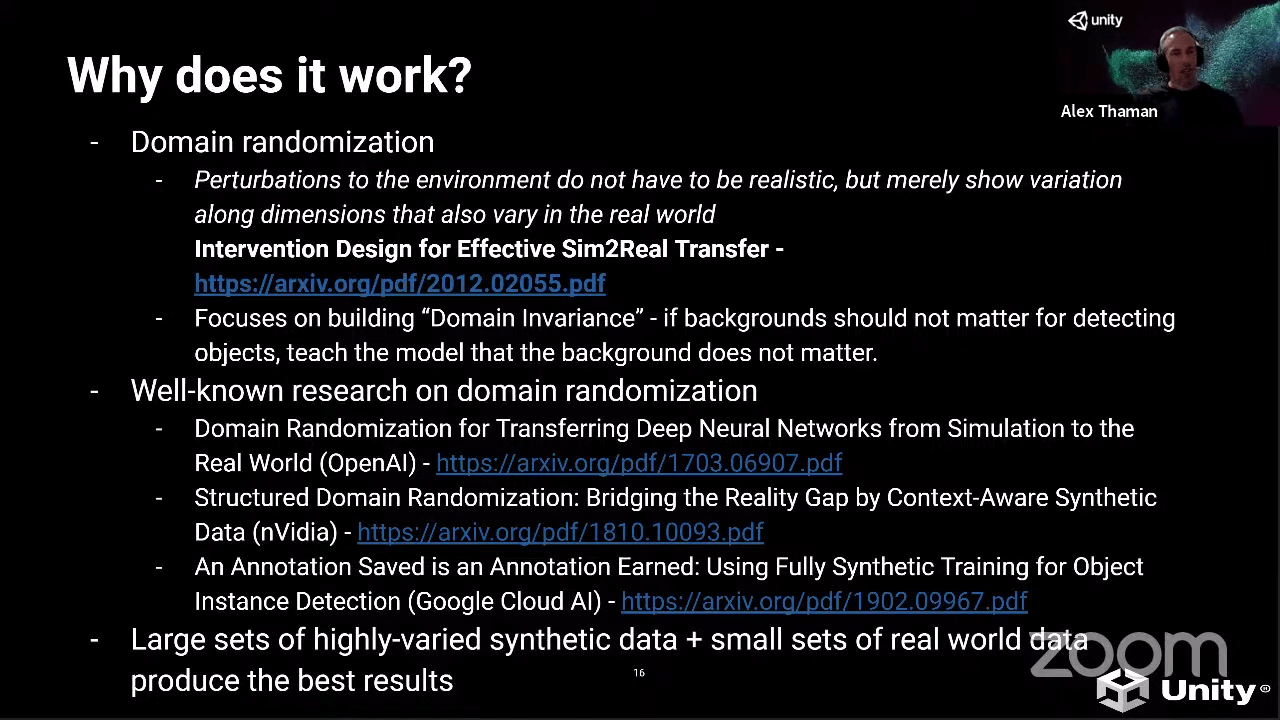 unity
Alex Thaman
Why does it work?
- Domain randomization
- Perturbations to the environment do not have to be realistic, but merely show variation
along dimensions that also vary in the real world
Intervention Design for Effective Sim2Real Transfer -
https://arxiv.org/pdf/2012.02055.pdf
- Focuses on building “Domain Invariance” - if backgrounds should not matter for detecting
objects, teach the model that the background does not matter.
- Well-known research on domain randomization
- Domain Randomization for Transferring Deep Neural Networks from Simulation to the
Real World (OpenAI) - https://arxiv.org/pdf/1703.06907.pdf
- Structured Domain Randomization: Bridging the Reality Gap by Context-Aware Synthetic
Data (nVidia) - https://arxiv.org/pdf/1810.10093.pdf
- An Annotation Saved is an Annotation Earned: Using Fully Synthetic Training for Object
Instance Detection (Google Cloud AI) - https://arxiv.org/pdf/1902.09967.pdf
- Large sets of highly-varied synthetic data + small sets of real world data
produce the best results
16
zoom
Unity®